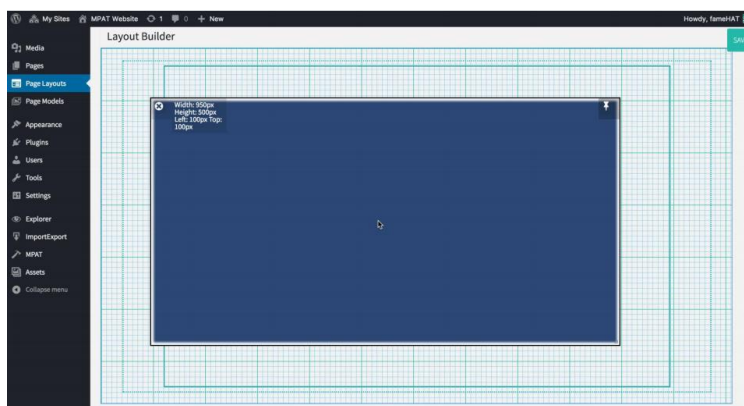 My Sites MPAT Website 1 0 + New Howdy, fameHAT
Layout Builder
SAV
Media
Pages
Page Layouts
Page Models
Appearance
Plugins
Users
Tools
Settings
Explorer
ImportExport
MPAT
Assets
Collapse menu
Width: 950px
Height: 500px
Left: 100px Top:
100px